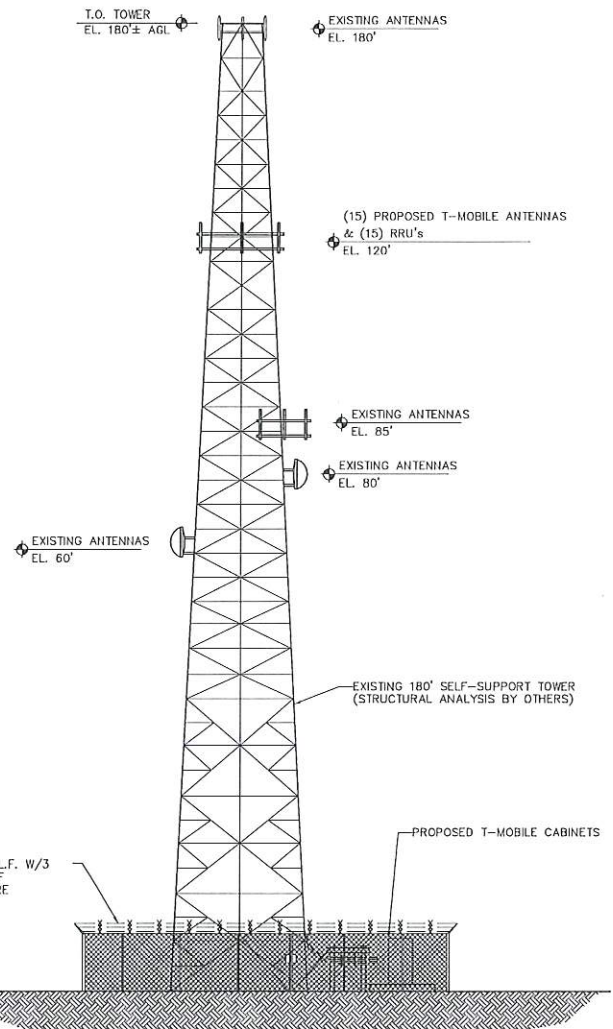 T.O. TOWER
EL. 180'± AGL
EXISTING ANTENNAS
EL. 180'
(15) PROPOSED T-MOBILE ANTENNAS
& (15) RRU's
EL. 120'
EXISTING ANTENNAS
EL. 85'
EXISTING ANTENNAS
EL. 80'
EXISTING ANTENNAS
EL. 60'
EXISTING 180' SELF-SUPPORT TOWER
(STRUCTURAL ANALYSIS BY OTHERS)
PROPOSED T-MOBILE CABINETS
L.F. W/3